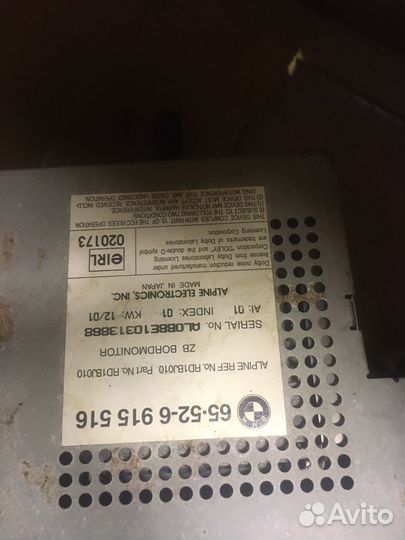 65-52-6 915 516
ALPINE REF No. RD1BJ010 Part No. RD1BJ010
ZB BORDMONITOR
SERIAL No. AL0BBE10313868
AI: 01 INDEX: 01 KW: 12/01
ALPINE ELECTRONICS, INC.
MADE IN JAPAN
Dolby noise reduction manufactured under
license from Dolby Laboratories Licensing
Corporation. "DOLBY" and the double-D symbol
are trademarks of Dolby Laboratories
Licensing Corporation.
e IRL
020173
THIS DEVICE COMPLIES WITH PART 15 OF THE FCC RULES. OPERATION
IS SUBJECT TO THE FOLLOWING TWO CONDITIONS:
(1) THIS DEVICE MAY NOT CAUSE HARMFUL INTERFERENCE
(2) THIS DEVICE MUST ACCEPT ANY INTERFERENCE RECEIVED, INCLU-
DING INTERFERENCE THAT MAY CAUSE UNDESIRED OPERATION
Avito